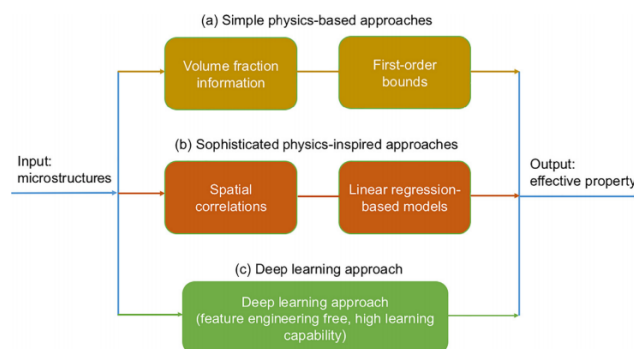 (a) Simple physics-based approaches
Volume fraction
information
First-order
bounds
(b) Sophisticated physics-inspired approaches
Input:
microstructures
Spatial
correlations
Linear regression-
based models
Output:
effective property
(c) Deep learning approach
Deep learning approach
(feature engineering free, high learning
capability)